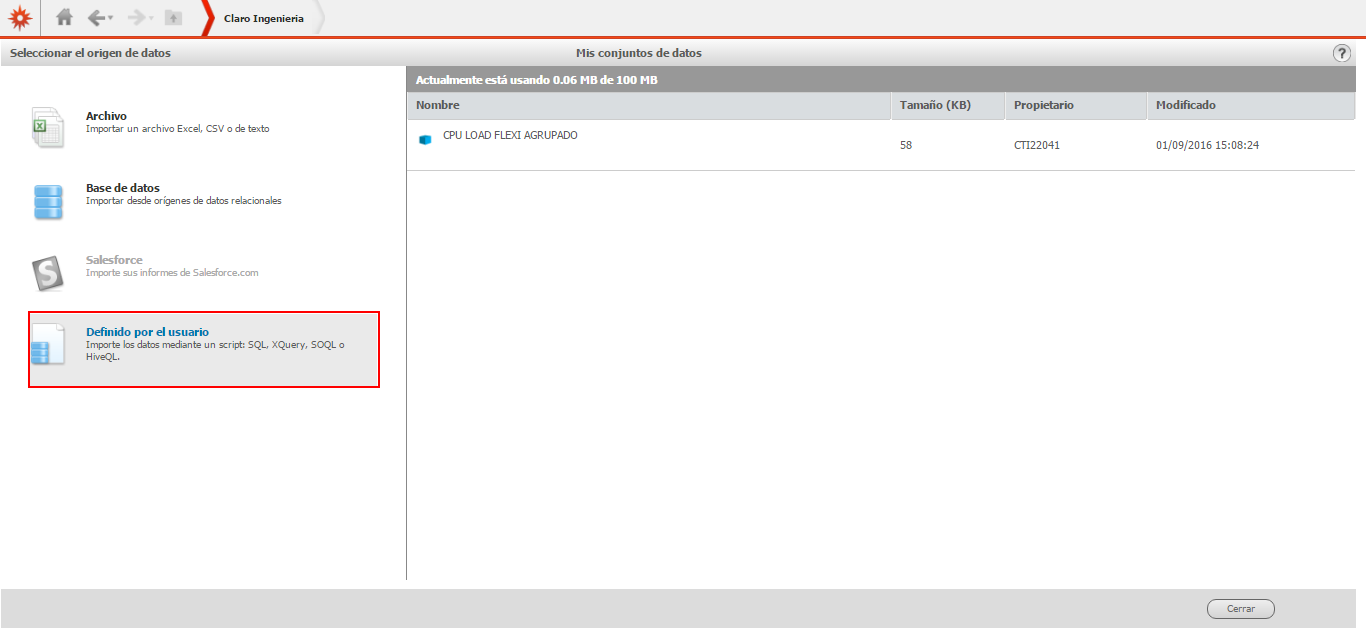 Claro Ingenieria
Seleccionar el origen de datos
Mis conjuntos de datos
?
Archivo
Importar un archivo Excel, CSV o de texto
Base de datos
Importar desde orígenes de datos relacionales
Salesforce
Importe sus informes de Salesforce.com
Definido por el usuario
Importe los datos mediante un script: SQL, XQuery, SOQL o
HiveQL.
Actualmente está usando 0.06 MB de 100 MB
Nombre Tamaño (KB) Propietario Modificado
CPU LOAD FLEXI AGRUPADO 58 CTI22041 01/09/2016 15:08:24
Cerrar